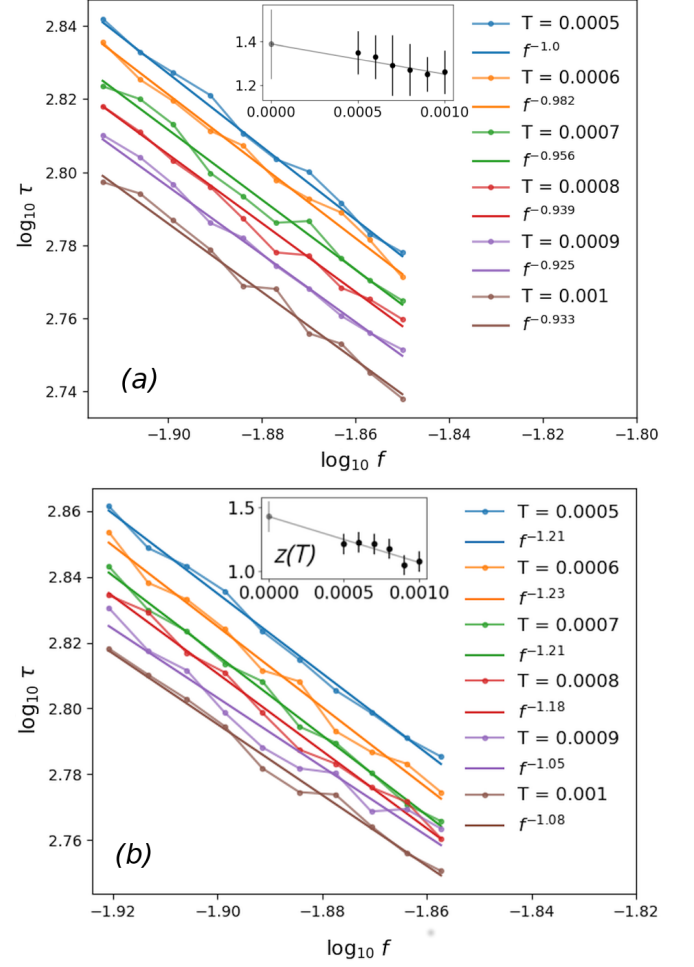 2.84
2.82
2.80
2.78
2.76
2.74
log₁₀ τ
1.4
1.2
0.0000
0.0005
0.0010
T = 0.0005
f⁻¹·⁰
T = 0.0006
f⁻⁰·⁹⁸²
T = 0.0007
f⁻⁰·⁹⁵⁶
T = 0.0008
f⁻⁰·⁹³⁹
T = 0.0009
f⁻⁰·⁹²⁵
T = 0.001
f⁻⁰·⁹³³
(a)
−1.90 −1.88 −1.86 −1.84 −1.82 −1.80
log₁₀ f
2.86
2.84
2.82
2.80
2.78
2.76
log₁₀ τ
1.5
1.0
z(T)
0.0000 0.0005 0.0010
T = 0.0005
f⁻¹·²¹
T = 0.0006
f⁻¹·²³
T = 0.0007
f⁻¹·²¹
T = 0.0008
f⁻¹·¹⁸
T = 0.0009
f⁻¹·⁰⁵
T = 0.001
f⁻¹·⁰⁸
(b)
−1.92 −1.90 −1.88 −1.86 −1.84 −1.82
log₁₀ f